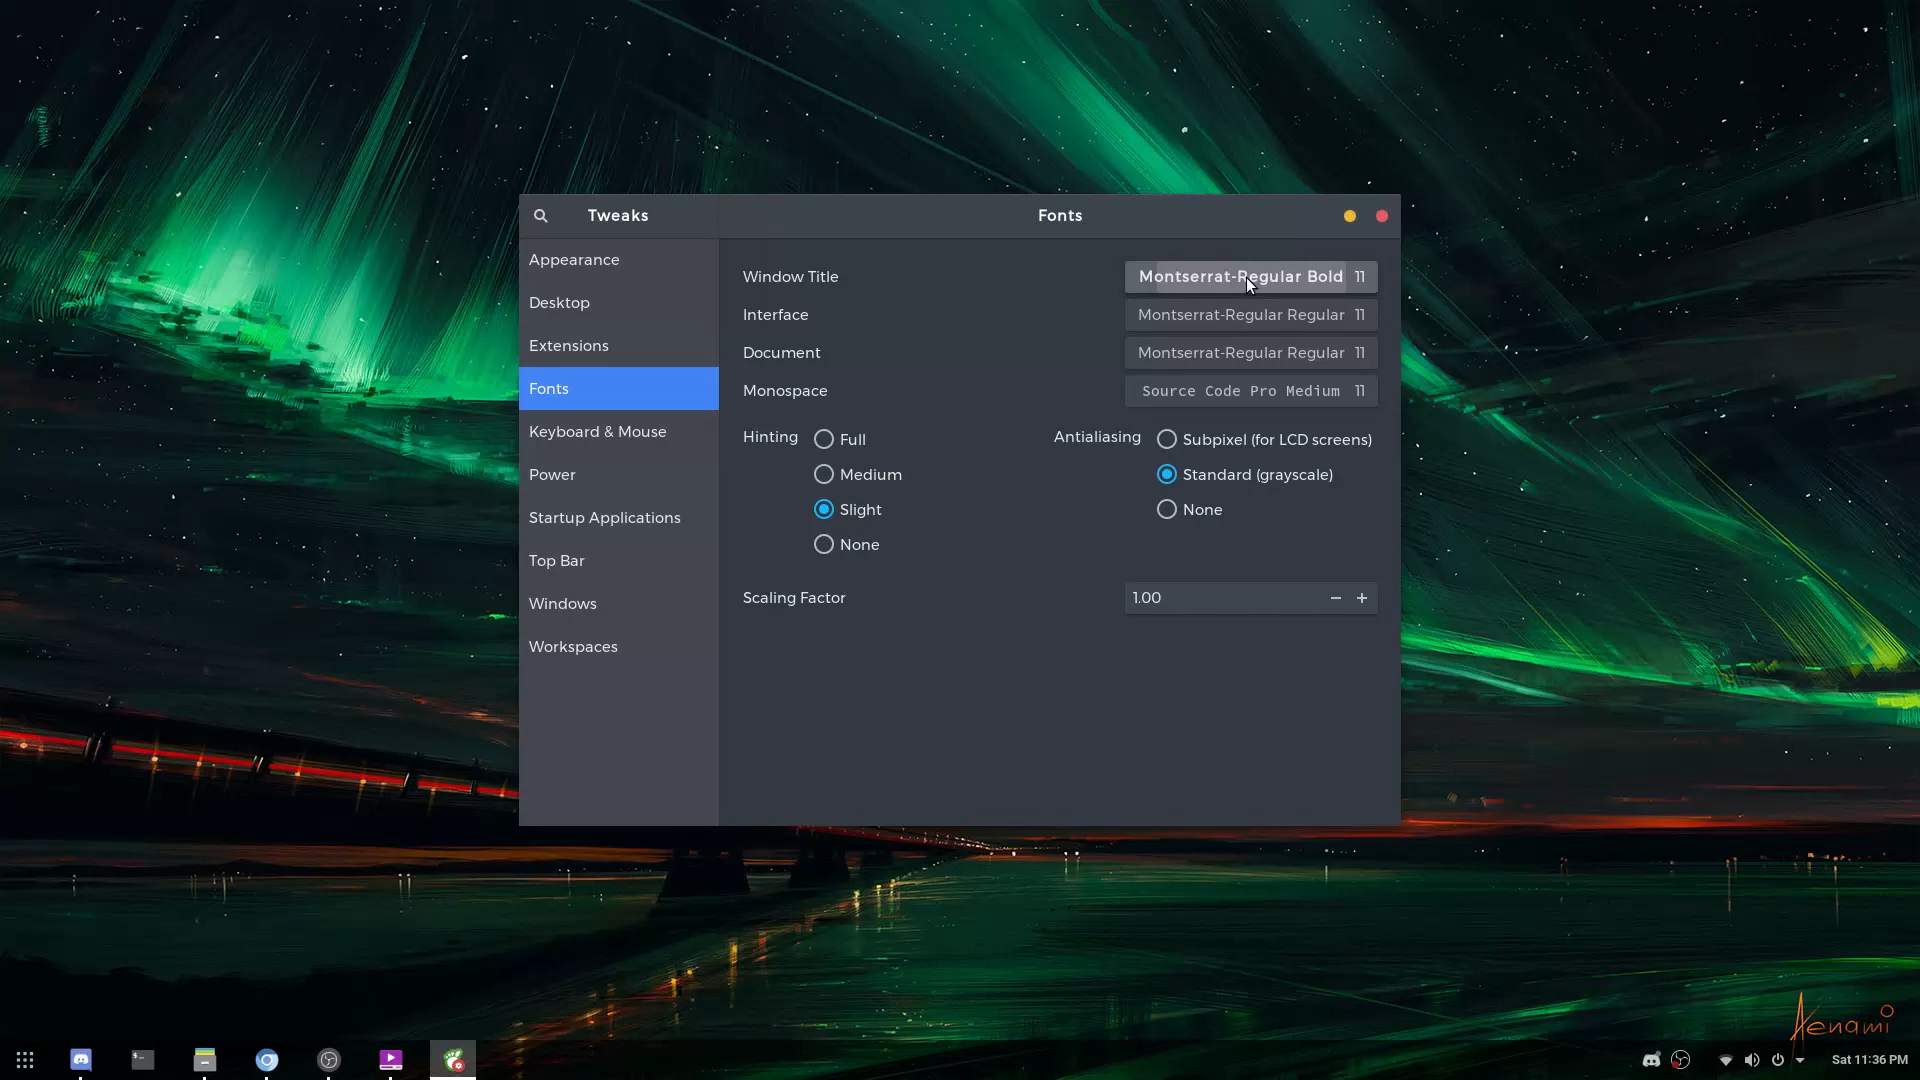 Tweaks
Fonts
Appearance
Desktop
Extensions
Fonts
Keyboard & Mouse
Power
Startup Applications
Top Bar
Windows
Workspaces
Window Title
Montserrat-Regular Bold 11
Interface
Montserrat-Regular Regular 11
Document
Montserrat-Regular Regular 11
Monospace
Source Code Pro Medium 11
Hinting
Full
Medium
Slight
None
Antialiasing
Subpixel (for LCD screens)
Standard (grayscale)
None
Scaling Factor
1.00
Aenami
Sat 11:36 PM